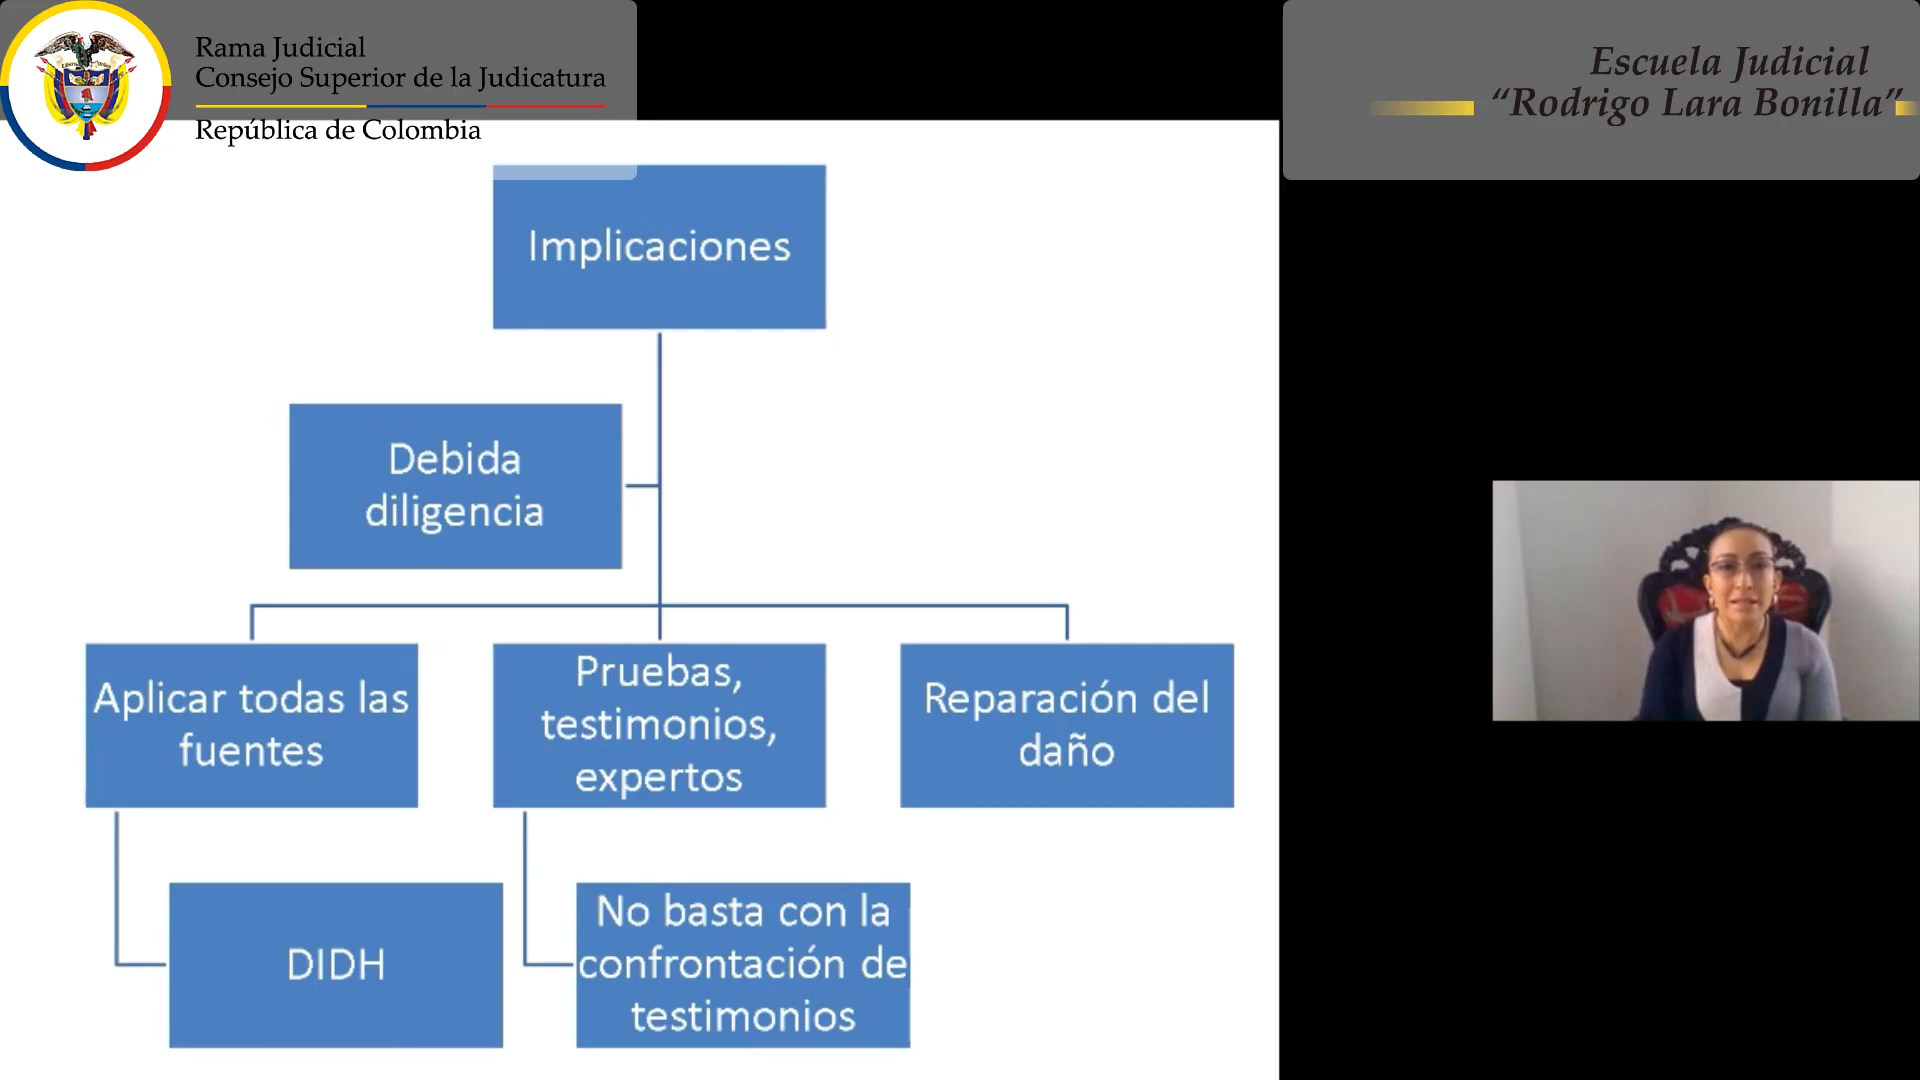 Rama Judicial
Consejo Superior de la Judicatura
República de Colombia
Escuela Judicial
“Rodrigo Lara Bonilla”
Implicaciones
Debida
diligencia
Aplicar todas las
fuentes
Pruebas,
testimonios,
expertos
Reparación del
daño
DIDH
No basta con la
confrontación de
testimonios